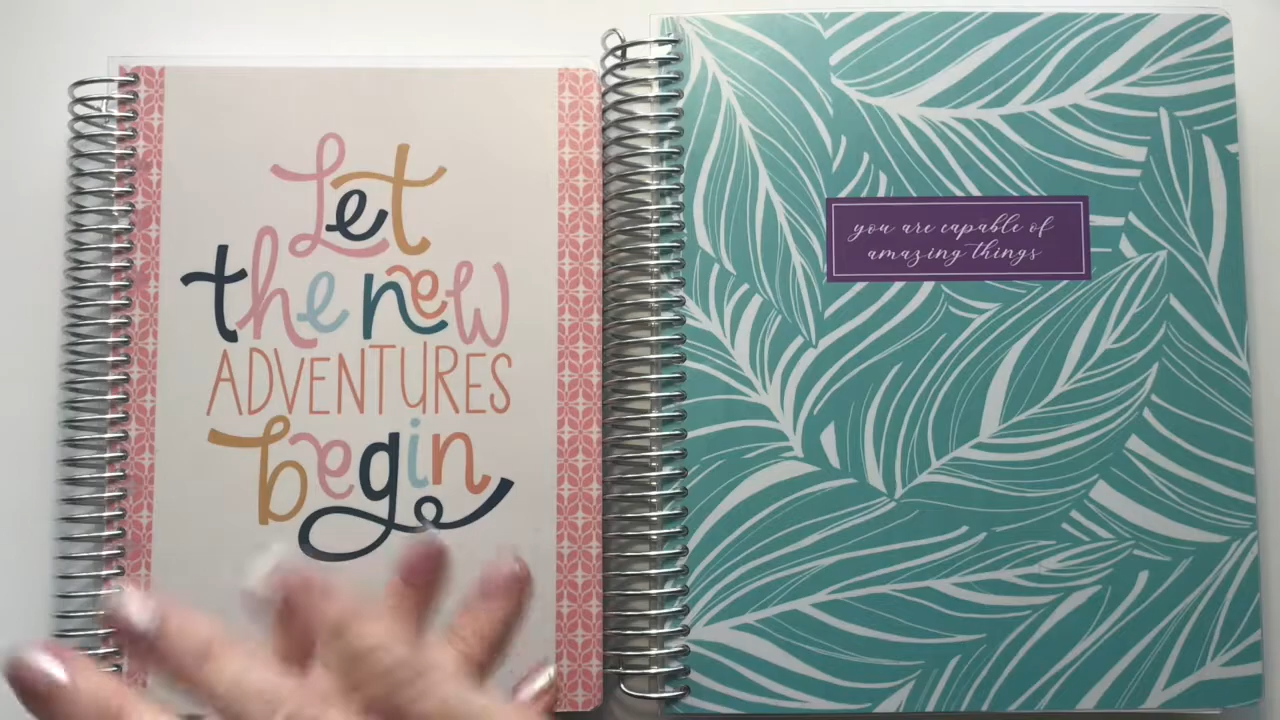 Let
the new
ADVENTURES
begin
you are capable of
amazing things